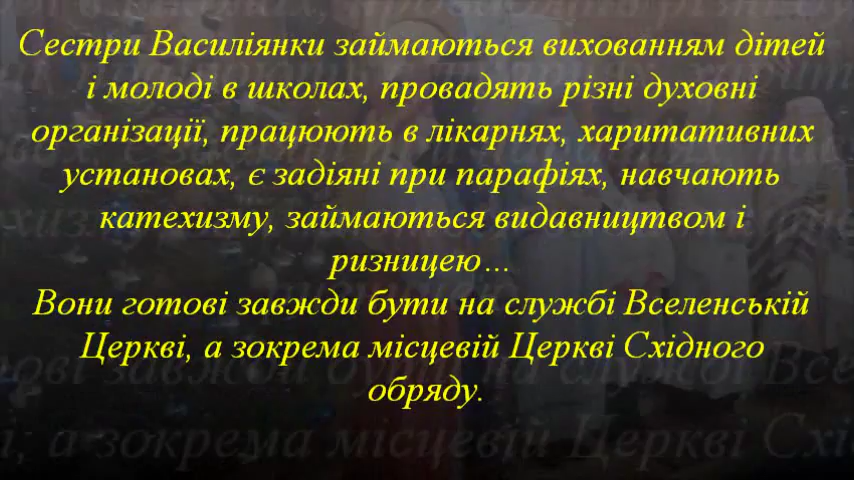 Сестри Василіянки займаються вихованням дітей
і молоді в школах, провадять різні духовні
організації, працюють в лікарнях, харитативних
установах, є задіяні при парафіях, навчають
катехизму, займаються видавництвом і
ризницею...
Вони готові завжди бути на службі Вселенській
Церкві, а зокрема місцевій Церкві Східного
обряду.